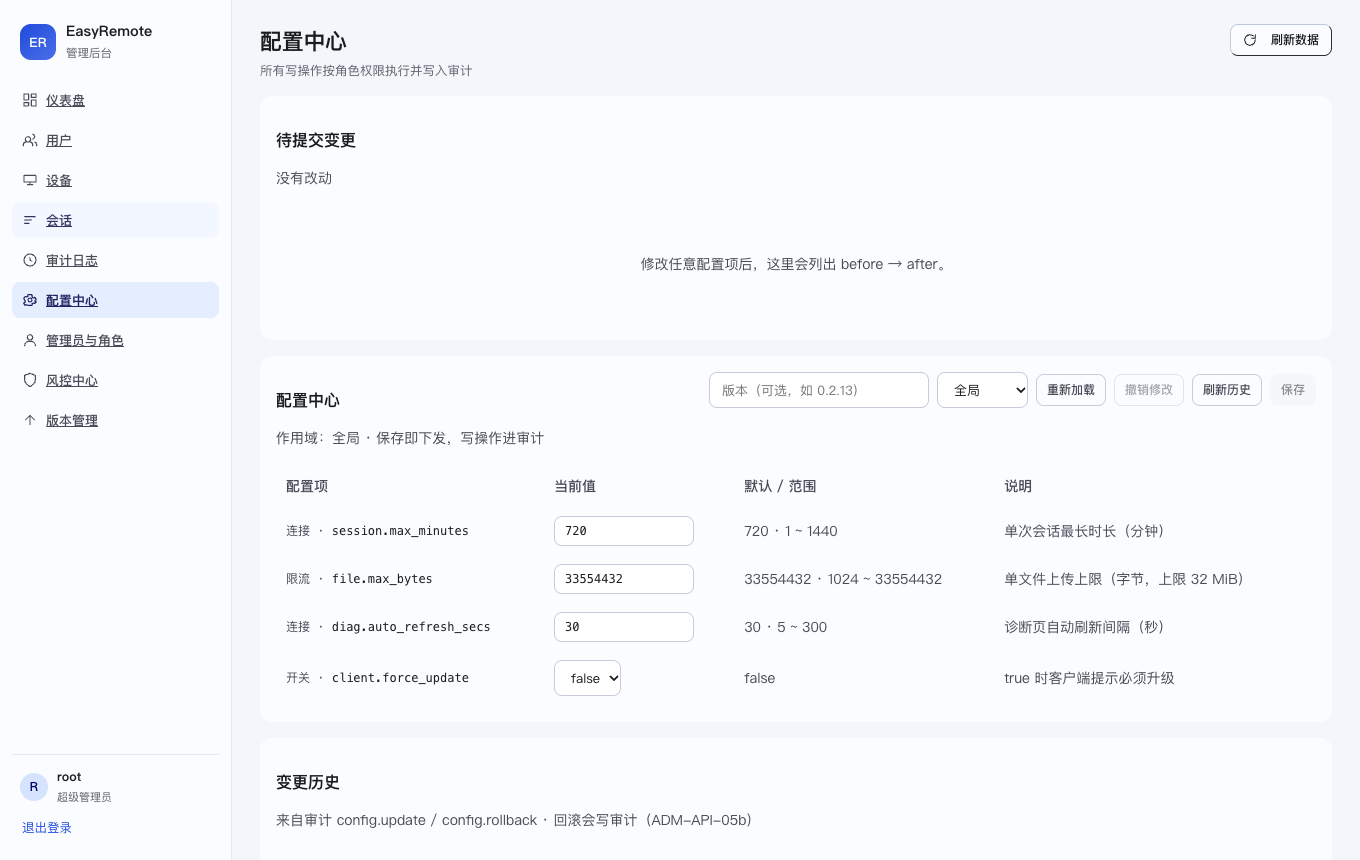 ER
EasyRemote
管理后台
仪表盘
用户
设备
会话
审计日志
配置中心
管理员与角色
风控中心
版本管理
R
root
超级管理员
退出登录
配置中心
所有写操作按角色权限执行并写入审计
刷新数据
待提交变更
没有改动
修改任意配置项后，这里会列出 before → after。
配置中心
版本（可选，如 0.2.13）
全局
重新加载
撤销修改
刷新历史
保存
作用域：全局 · 保存即下发，写操作进审计
配置项 当前值 默认 / 范围 说明
连接 · session.max_minutes 720 720 · 1 ~ 1440 单次会话最长时长（分钟）
限流 · file.max_bytes 33554432 33554432 · 1024 ~ 33554432 单文件上传上限（字节，上限 32 MiB）
连接 · diag.auto_refresh_secs 30 30 · 5 ~ 300 诊断页自动刷新间隔（秒）
开关 · client.force_update false false true 时客户端提示必须升级
变更历史
来自审计 config.update / config.rollback · 回滚会写审计（ADM-API-05b）